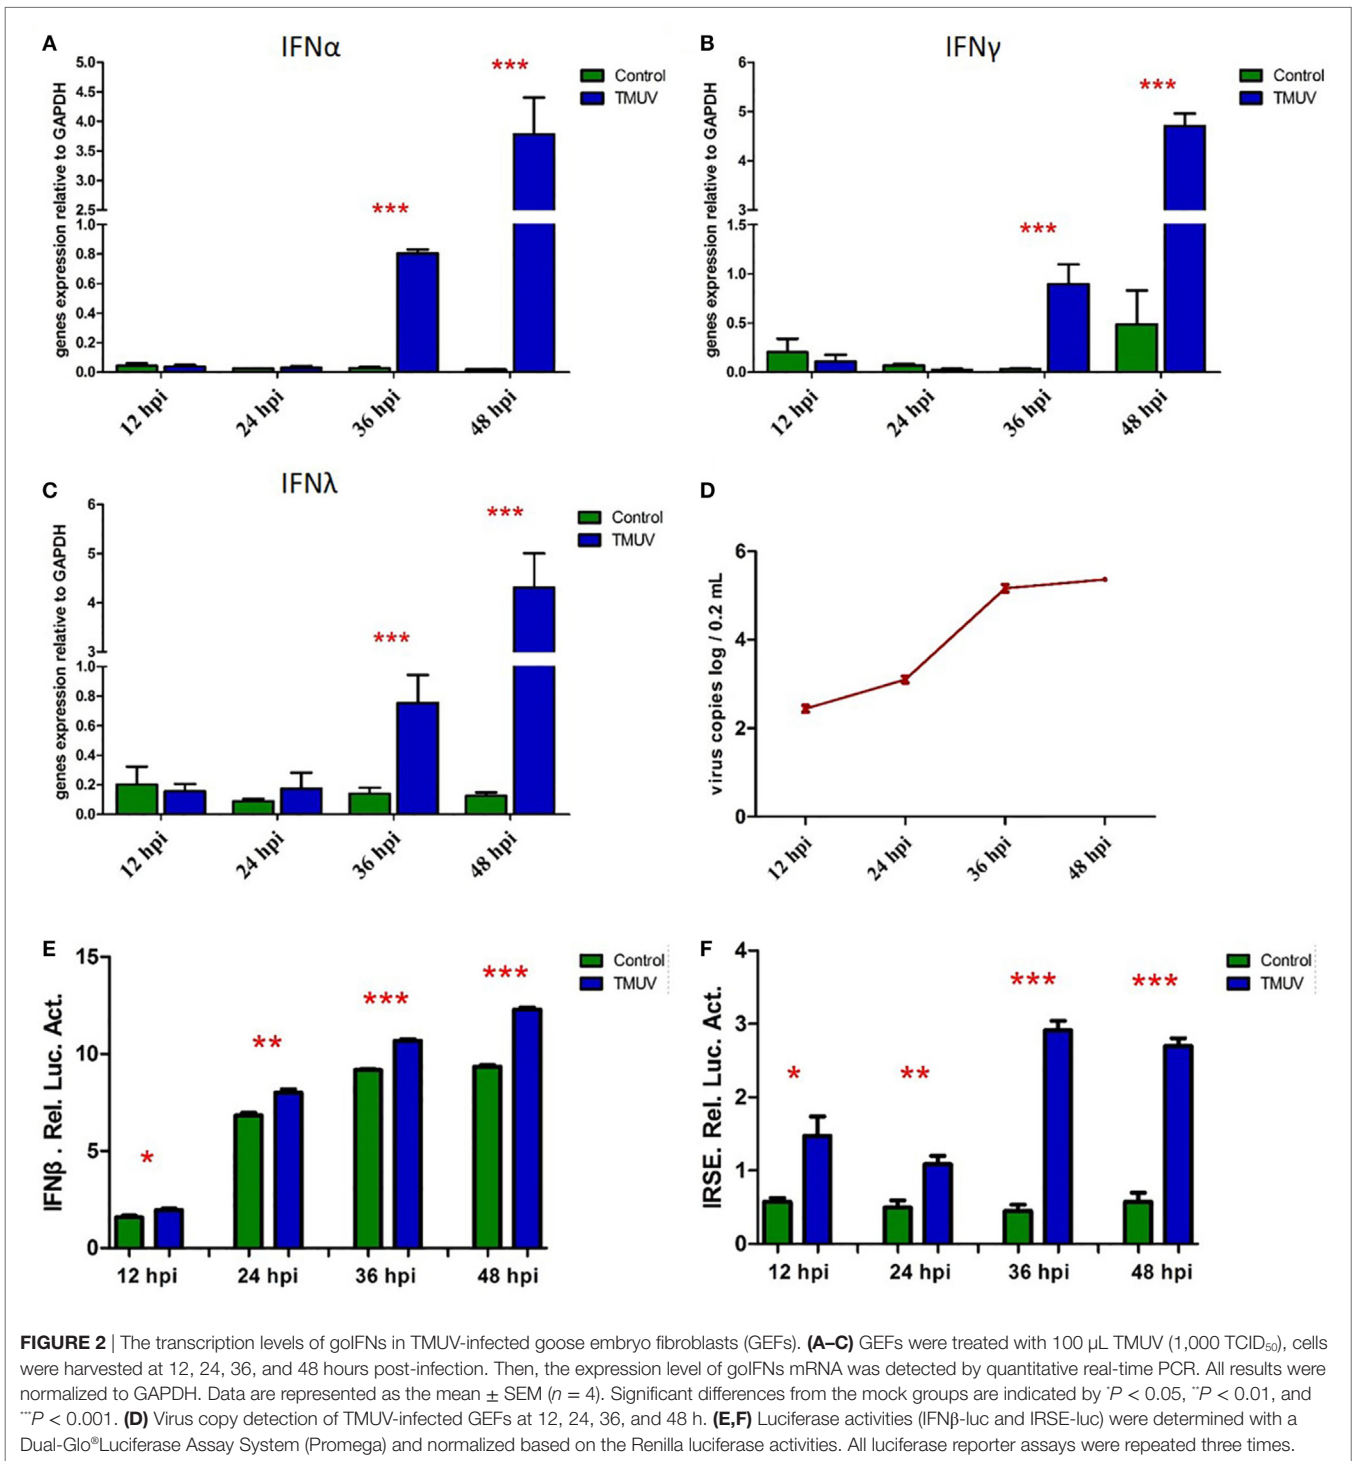 A
IFNα
genes expression relative to GAPDH
5.0
4.5
4.0
3.5
3.0
2.5
1.0
0.8
0.6
0.4
0.2
0.0
***
***
Control
TMUV
12 hpi
24 hpi
36 hpi
48 hpi
B
IFNγ
genes expression relative to GAPDH
6
5
4
3
1.5
1.0
0.5
0.0
***
***
Control
TMUV
12 hpi
24 hpi
36 hpi
48 hpi
C
IFNλ
genes expression relative to GAPDH
6
5
4
3
1.0
0.8
0.6
0.4
0.2
0.0
***
***
Control
TMUV
12 hpi
24 hpi
36 hpi
48 hpi
D
virus copies log / 0.2 mL
6
4
2
0
12 hpi
24 hpi
36 hpi
48 hpi
E
IFNβ . Rel. Luc. Act.
15
10
5
0
*
**
***
***
Control
TMUV
12 hpi
24 hpi
36 hpi
48 hpi
F
IRSE. Rel. Luc. Act.
4
3
2
1
0
*
**
***
***
Control
TMUV
12 hpi
24 hpi
36 hpi
48 hpi
FIGURE 2 | The transcription levels of goIFNs in TMUV-infected goose embryo fibroblasts (GEFs). (A–C) GEFs were treated with 100 µL TMUV (1,000 TCID₅₀), cells
were harvested at 12, 24, 36, and 48 hours post-infection. Then, the expression level of goIFNs mRNA was detected by quantitative real-time PCR. All results were
normalized to GAPDH. Data are represented as the mean ± SEM (n = 4). Significant differences from the mock groups are indicated by *P < 0.05, **P < 0.01, and
***P < 0.001. (D) Virus copy detection of TMUV-infected GEFs at 12, 24, 36, and 48 h. (E,F) Luciferase activities (IFNβ-luc and IRSE-luc) were determined with a
Dual-Glo®Luciferase Assay System (Promega) and normalized based on the Renilla luciferase activities. All luciferase reporter assays were repeated three times.